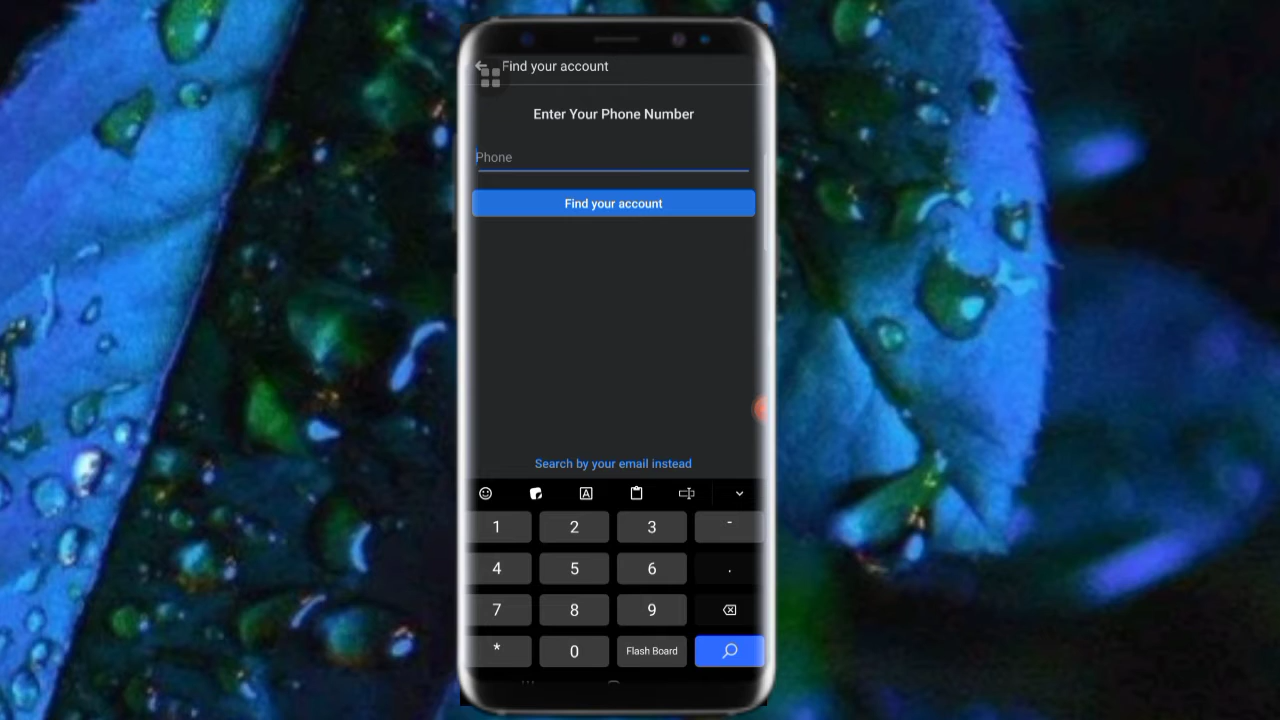 Find your account
Enter Your Phone Number
Phone
Find your account
Search by your email instead
1 2 3 -
4 5 6 .
7 8 9
* 0 Flash Board